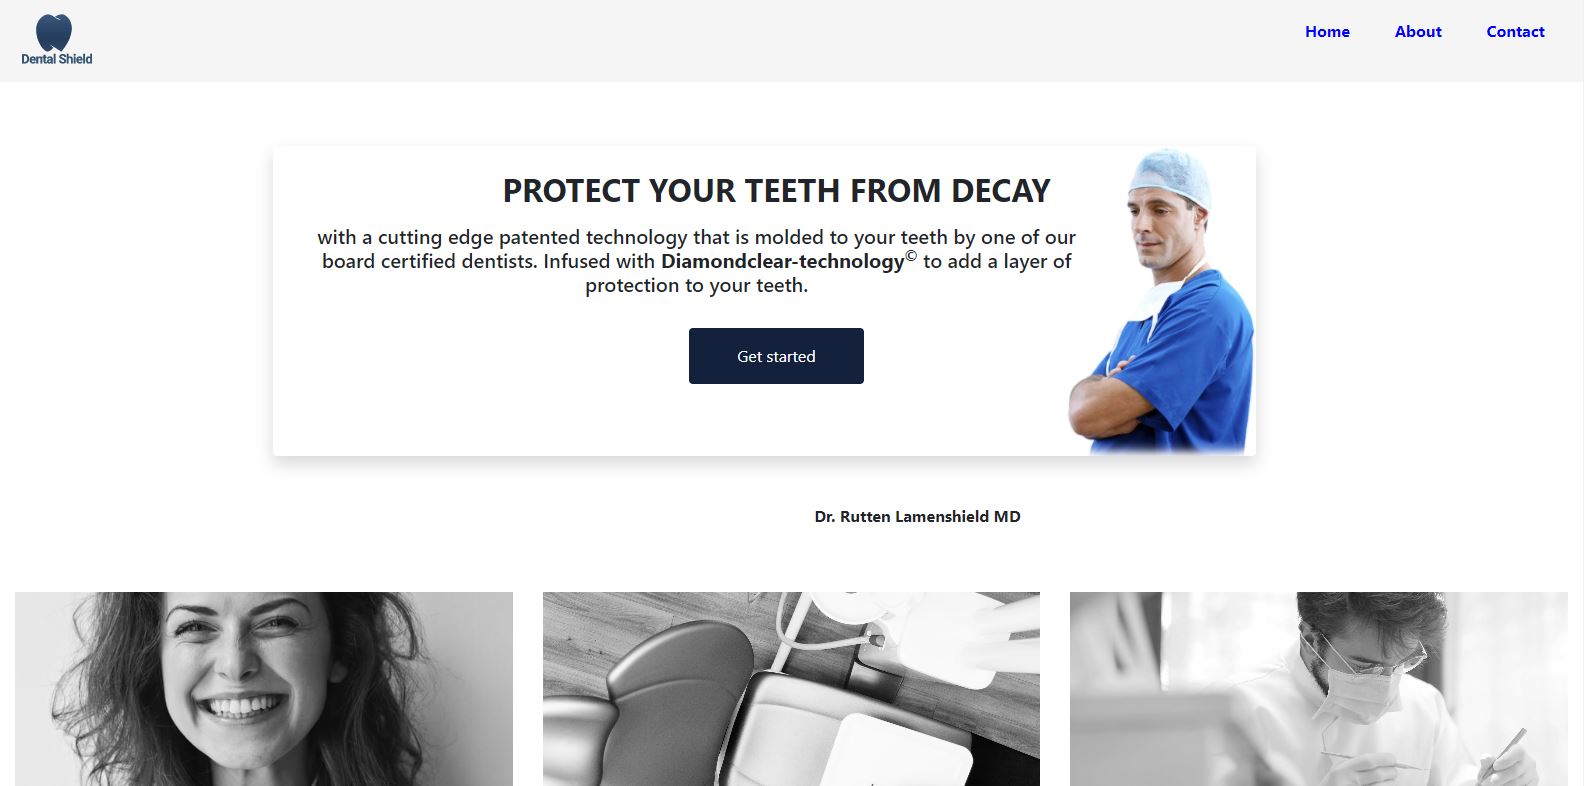 Dental Shield
Home
About
Contact
PROTECT YOUR TEETH FROM DECAY
with a cutting edge patented technology that is molded to your teeth by one of our
board certified dentists. Infused with Diamondclear-technology© to add a layer of
protection to your teeth.
Get started
Dr. Rutten Lamenshield MD